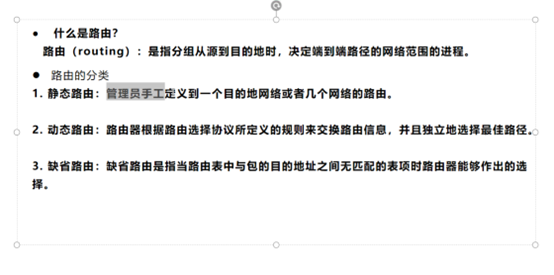 ● 什么是路由?
路由（routing）：是指分组从源到目的地时，决定端到端路径的网络范围的进程。
● 路由的分类
1. 静态路由：管理员手工定义到一个目的地网络或者几个网络的路由。
2. 动态路由：路由器根据路由选择协议所定义的规则来交换路由信息，并且独立地选择最佳路径。
3. 缺省路由：缺省路由是指当路由表中与包的目的地址之间无匹配的表项时路由器能够作出的选
择。